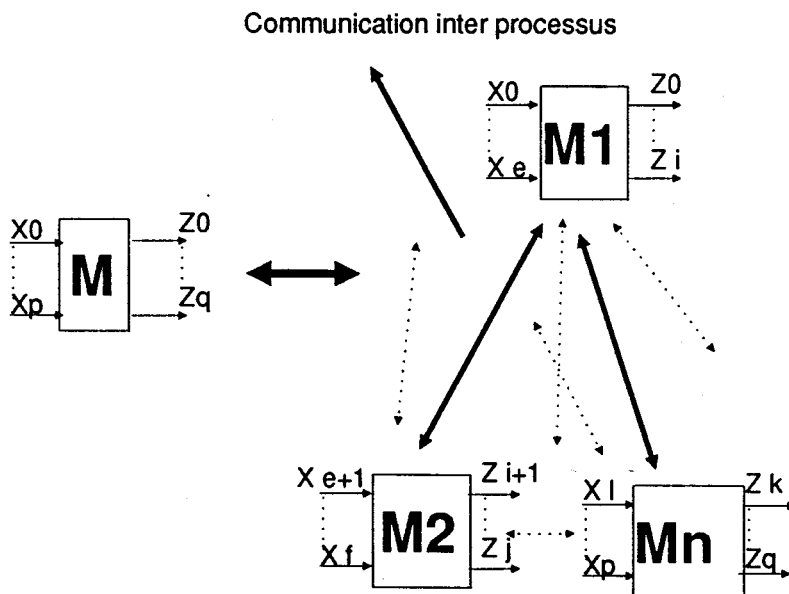 Communication inter processus
X0
Z0
M1
X e
Z i
X0
Z0
M
Xp
Zq
X e+1
Z i+1
M2
X f
Z j
X l
Z k
Mn
Xp
Zq